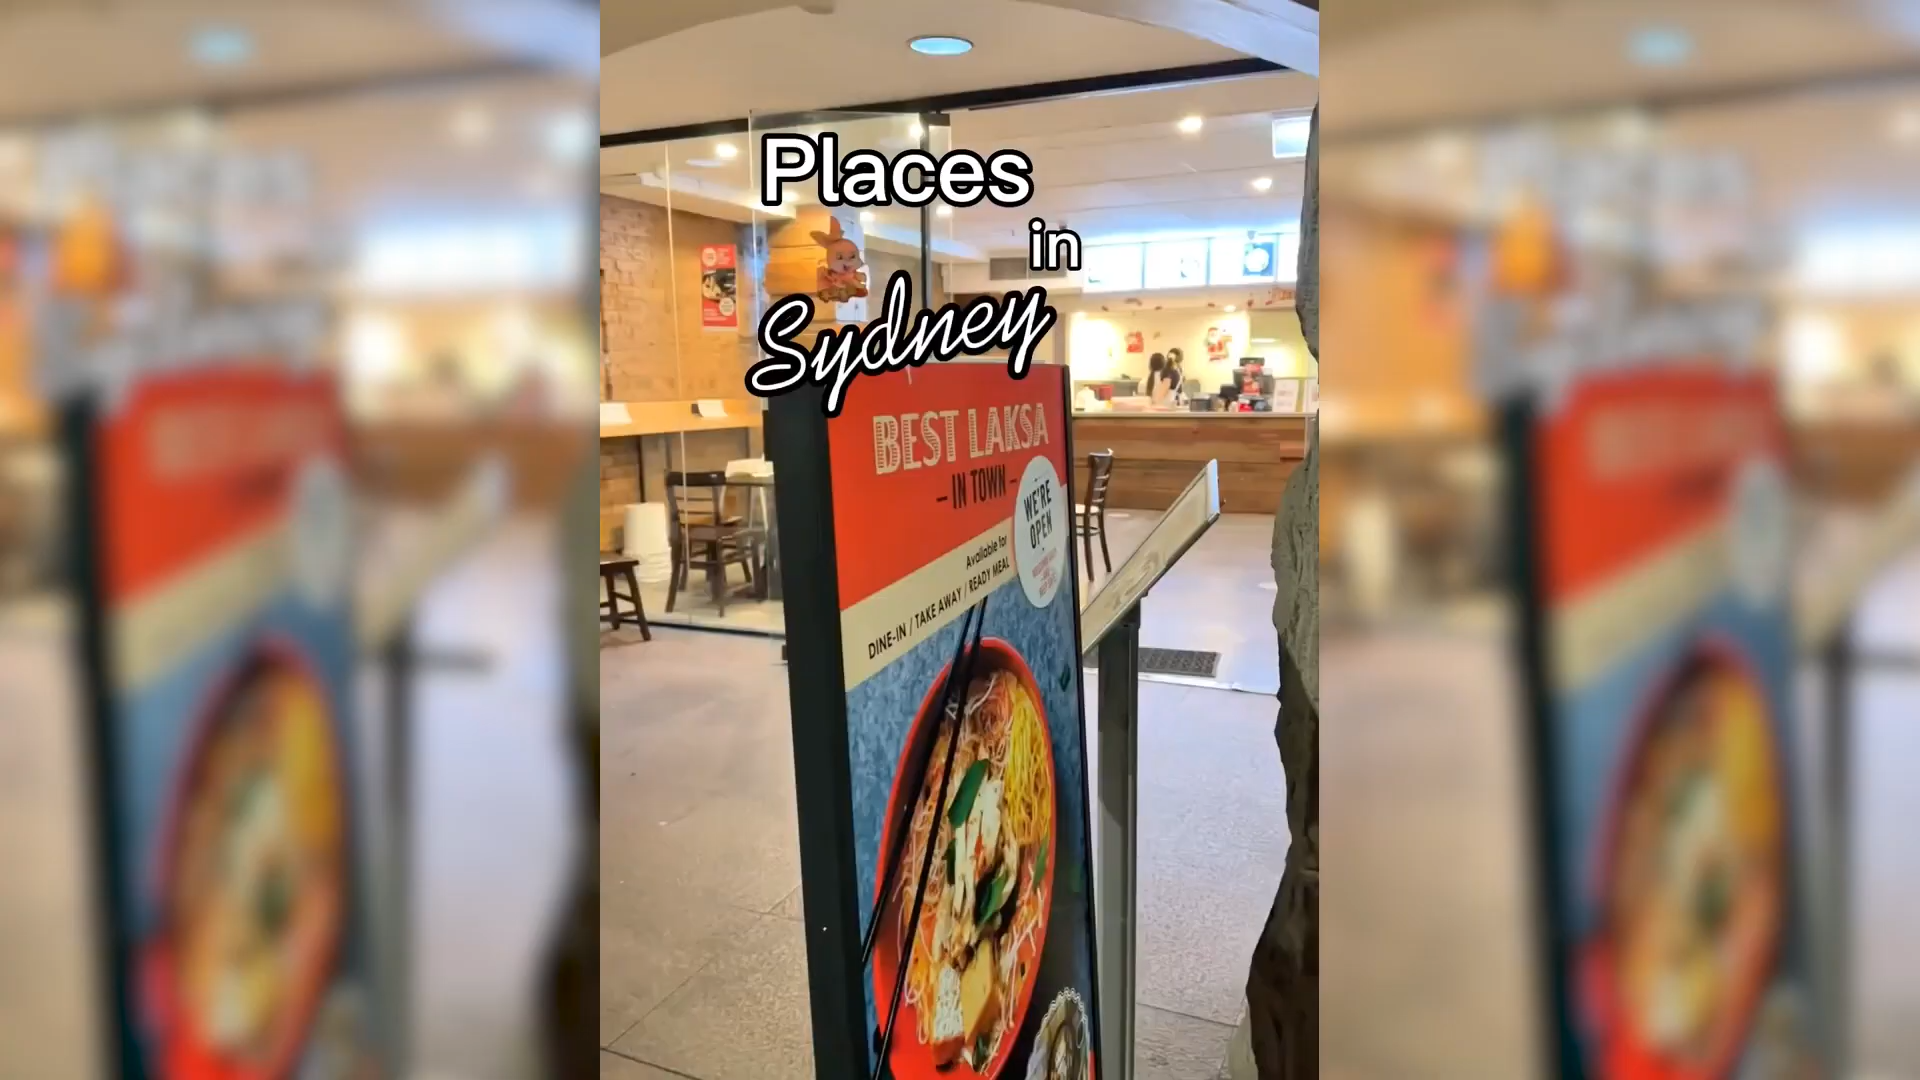 Places
in
Sydney
BEST LAKSA
- IN TOWN -
WE'RE
OPEN
Available for
DINE-IN / TAKE AWAY / READY MEAL